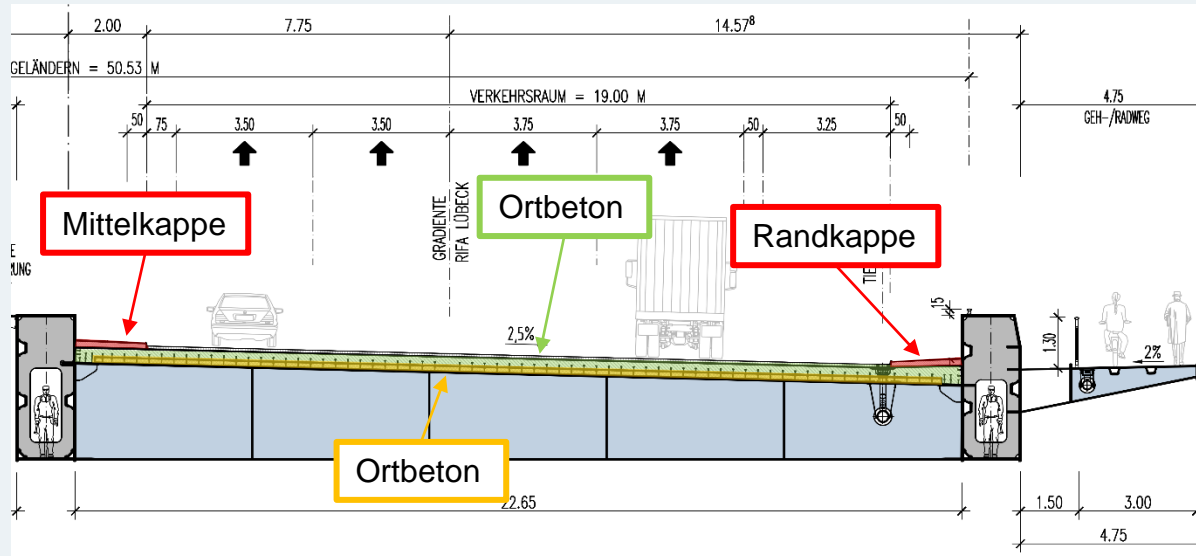 2.00 7.75 14.57⁸
GELÄNDERN = 50.53 M
VERKEHRSRAUM = 19.00 M
4.75
GEH-/RADWEG
50 75 3.50 3.50 3.75 3.75 50 3.25 50
Mittelkappe
Ortbeton
Randkappe
GRADIENTE
RIFA LÜBECK
TIE
E
RUNG
15
1.30
2,5%
2%
Ortbeton
22.65
1.50 3.00
4.75